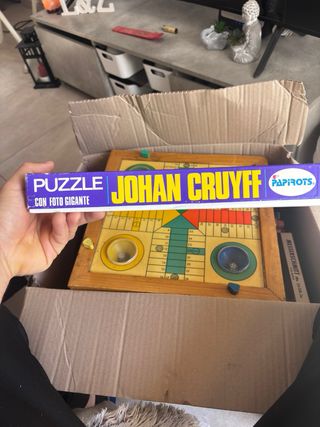 PUZZLE
CON FOTO GIGANTE
JOHAN CRUYFF
PAPIROTS